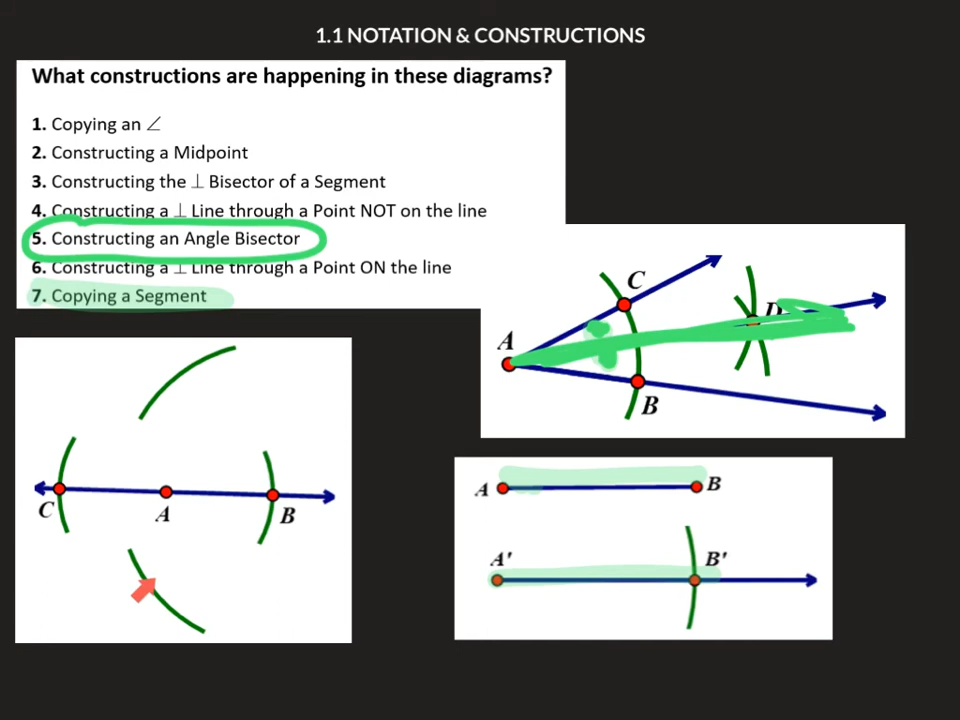 1.1 NOTATION & CONSTRUCTIONS
What constructions are happening in these diagrams?
1. Copying an ∠
2. Constructing a Midpoint
3. Constructing the ⊥ Bisector of a Segment
4. Constructing a ⊥ Line through a Point NOT on the line
5. Constructing an Angle Bisector
6. Constructing a ⊥ Line through a Point ON the line
7. Copying a Segment
C
D
A
B
C
A
B
A
B
A'
B'